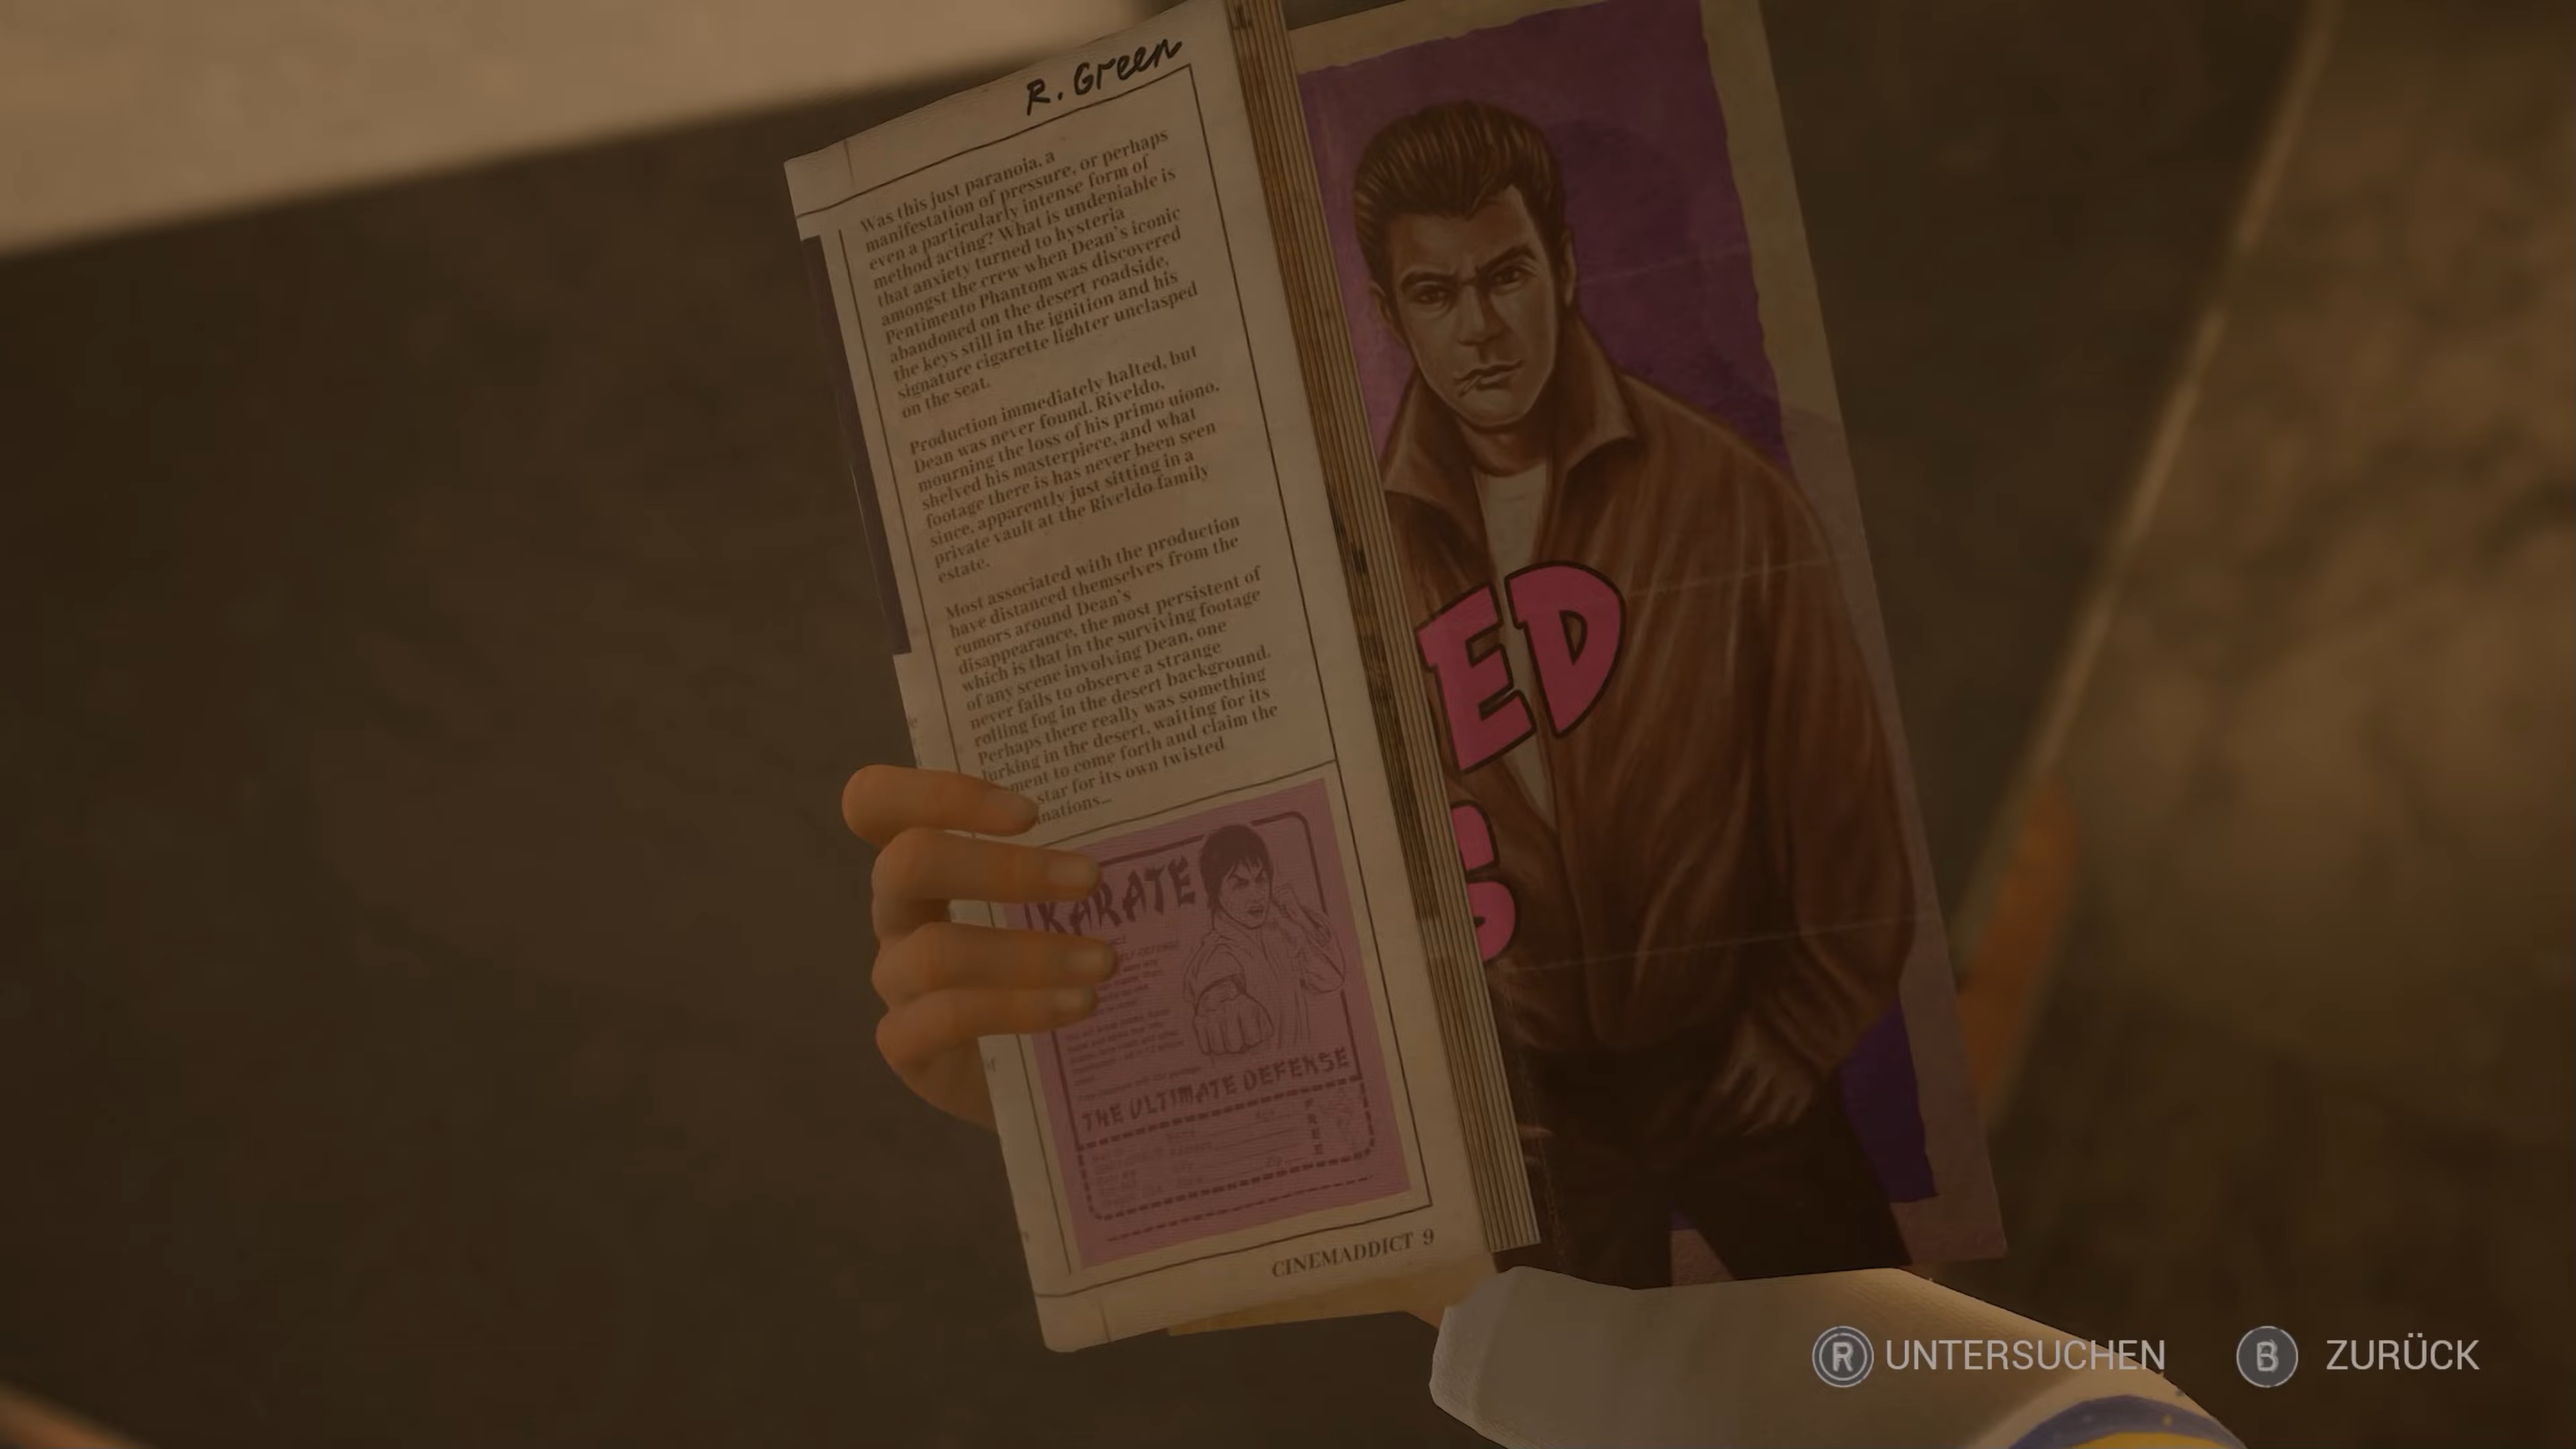 R. Green
Was this just paranoia, a
manifestation of pressure, or perhaps
even a particularly intense form of
method acting? What is undeniable is
that anxiety turned to hysteria
amongst the crew when Dean's iconic
Pentimento Phantom was discovered
abandoned on the desert roadside,
the keys still in the ignition and his
signature cigarette lighter unclasped
on the seat.
Production immediately halted, but
Dean was never found. Riveldo,
mourning the loss of his primo uiono,
shelved his masterpiece, and what
footage there is has never been seen
since, apparently just sitting in a
private vault at the Riveldo family
estate.
Most associated with the production
have distanced themselves from the
rumors around Dean's
disappearance, the most persistent of
which is that in the surviving footage
of any scene involving Dean, one
never fails to observe a strange
rolling fog in the desert background.
Perhaps there really was something
lurking in the desert, waiting for its
ment to come forth and claim the
star for its own twisted
inations...
KARATE
THE ULTIMATE DEFENSE
FREE
CINEMADDICT 9
ED
S
R UNTERSUCHEN B ZURÜCK